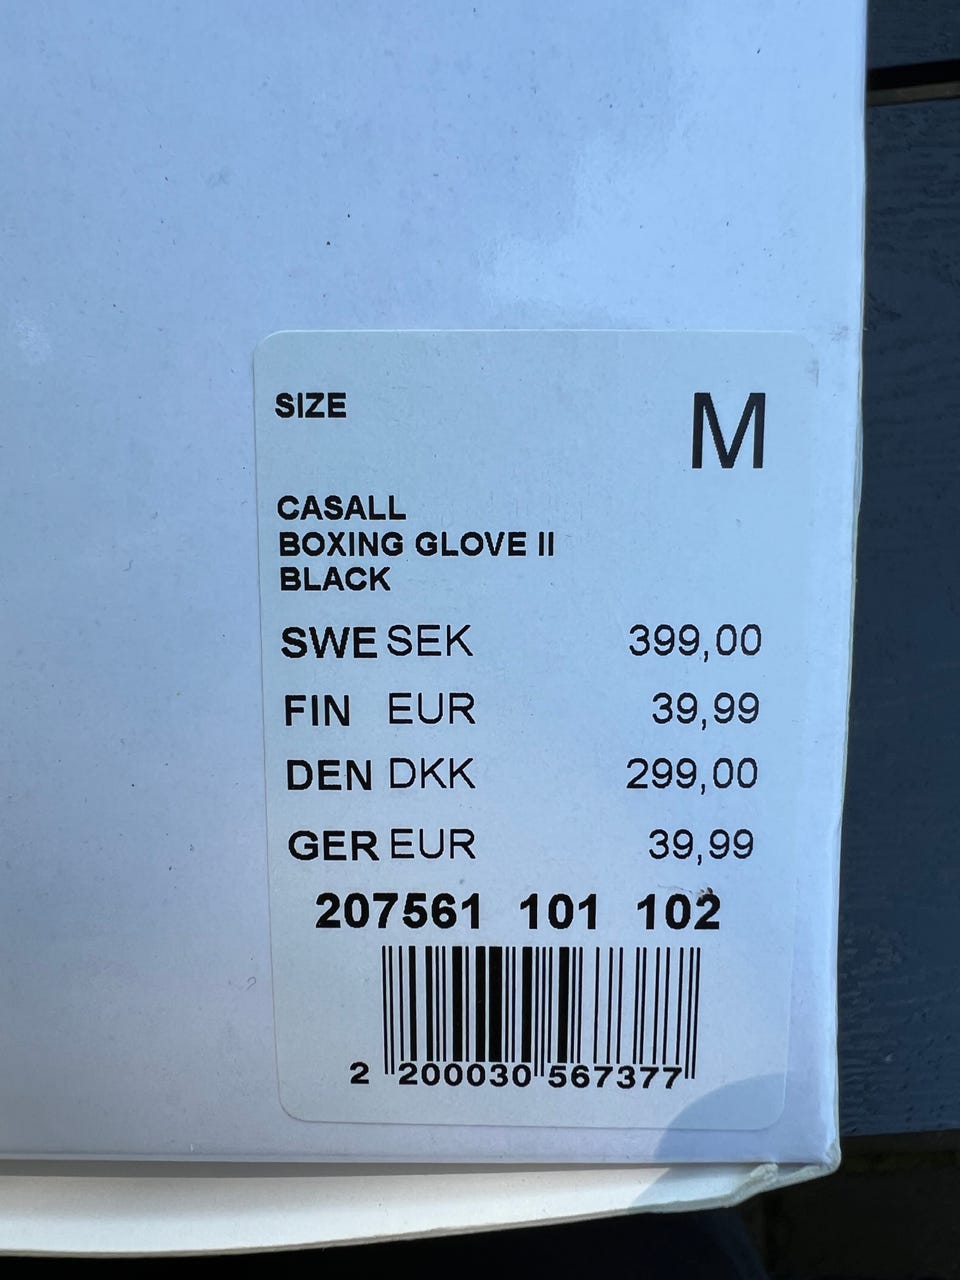 SIZE M
CASALL
BOXING GLOVE II
BLACK
SWE SEK 399,00
FIN EUR 39,99
DEN DKK 299,00
GER EUR 39,99
207561 101 102
2 200030 567377